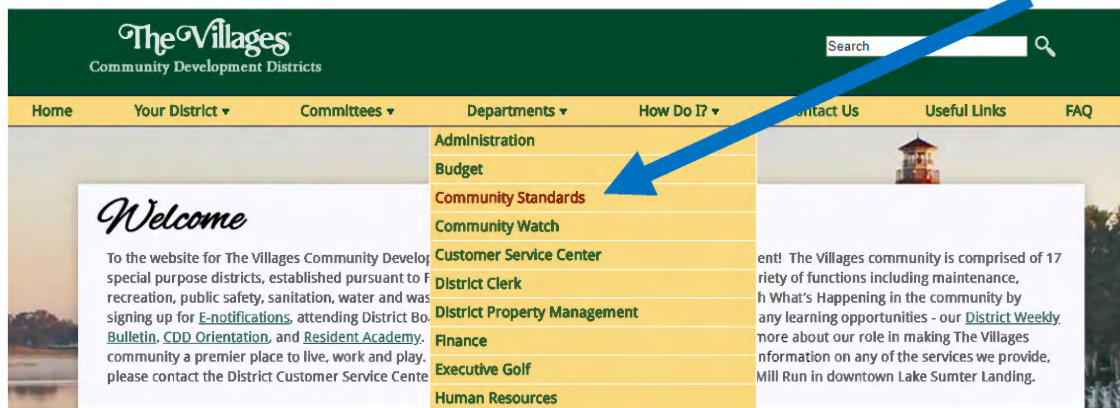 The Villages
Community Development Districts
Search
Home Your District Committees Departments How Do I? ontact Us Useful Links FAQ
Administration
Budget
Community Standards
Community Watch
Customer Service Center
District Clerk
District Property Management
Finance
Executive Golf
Human Resources
Welcome
To the website for The Villages Community Develop ent! The Villages community is comprised of 17
special purpose districts, established pursuant to F riety of functions including maintenance,
recreation, public safety, sanitation, water and was h What's Happening in the community by
signing up for E-notifications, attending District Bo any learning opportunities - our District Weekly
Bulletin, CDD Orientation, and Resident Academy. more about our role in making The Villages
community a premier place to live, work and play. nformation on any of the services we provide,
please contact the District Customer Service Cente Mill Run in downtown Lake Sumter Landing.